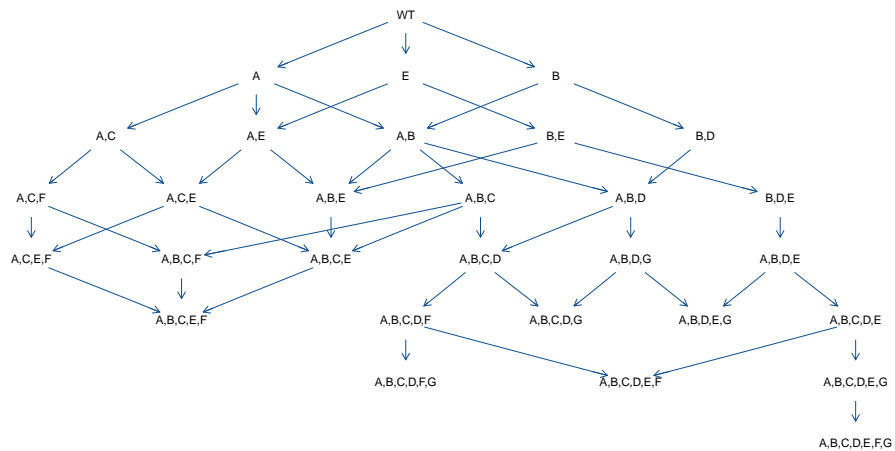 WT
A
E
B
A,C
A,E
A,B
B,E
B,D
A,C,F
A,C,E
A,B,E
A,B,C
A,B,D
B,D,E
A,C,E,F
A,B,C,F
A,B,C,E
A,B,C,D
A,B,D,G
A,B,D,E
A,B,C,E,F
A,B,C,D,F
A,B,C,D,G
A,B,D,E,G
A,B,C,D,E
A,B,C,D,F,G
A,B,C,D,E,F
A,B,C,D,E,G
A,B,C,D,E,F,G